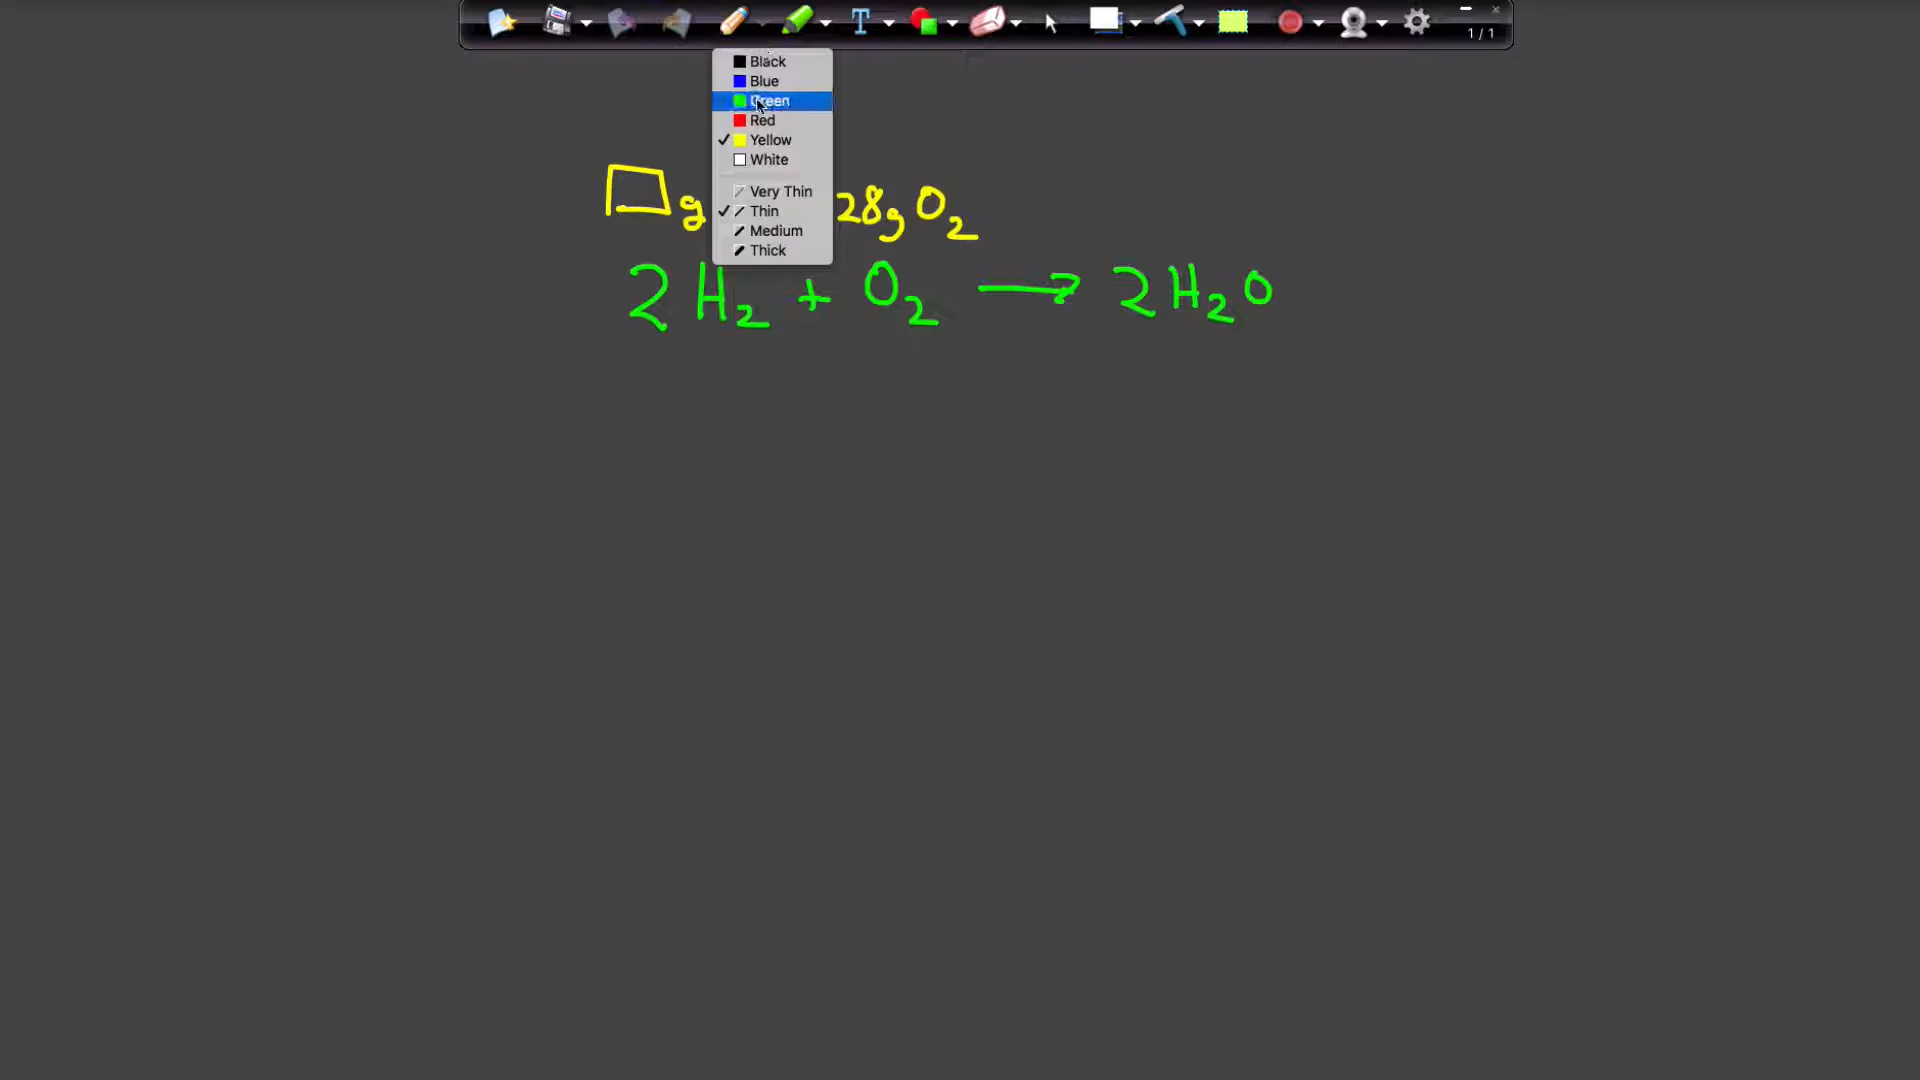 1 / 1
Black
Blue
Green
Red
Yellow
White
Very Thin
Thin
Medium
Thick
□ g 28g O₂
2 H₂ + O₂ → 2 H₂O